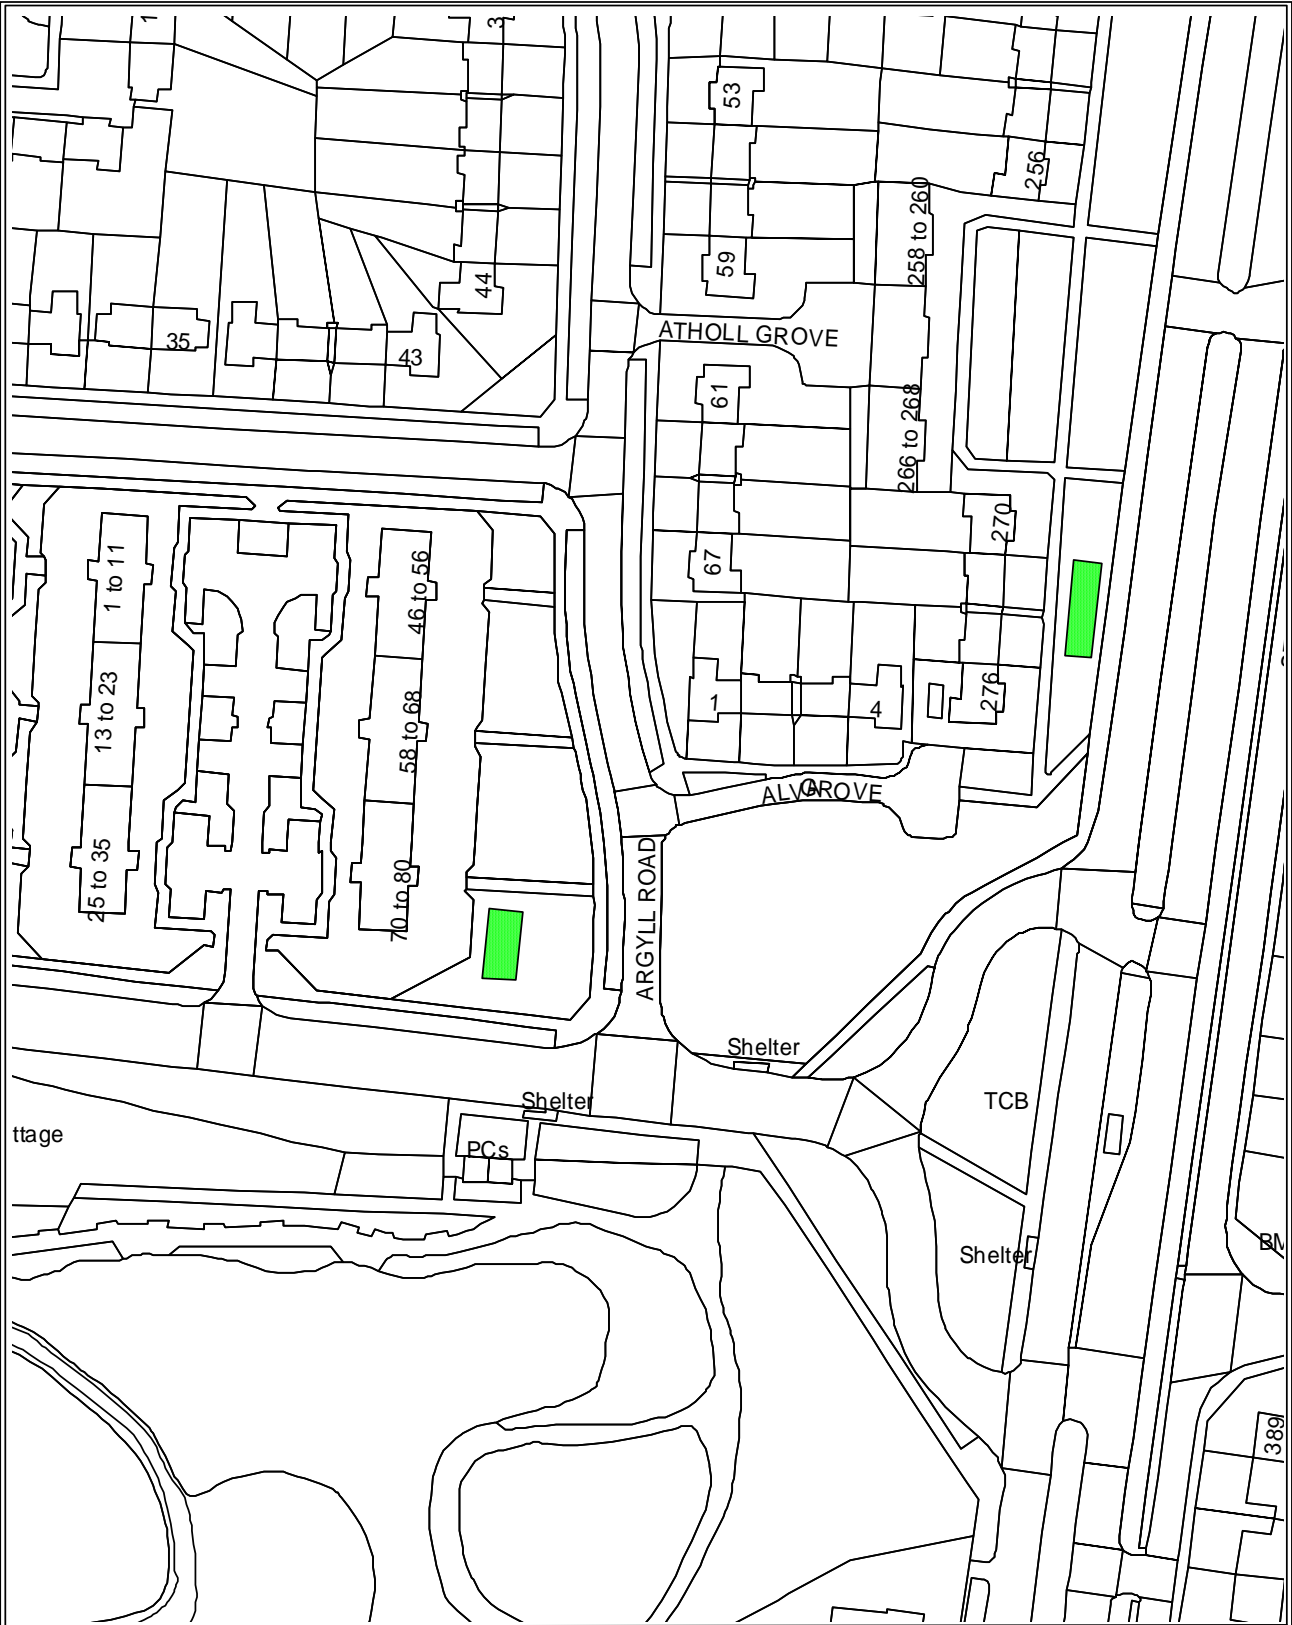 53
256
258 to 260
59
44
ATHOLL GROVE
35
43
61
266 to 268
270
1 to 11
46 to 56
67
13 to 23
58 to 68
1
4
276
GROVE
25 to 35
70 to 80
ARGYLL ROAD
Shelter
Shelter
TCB
ttage
PCs
Shelter
389